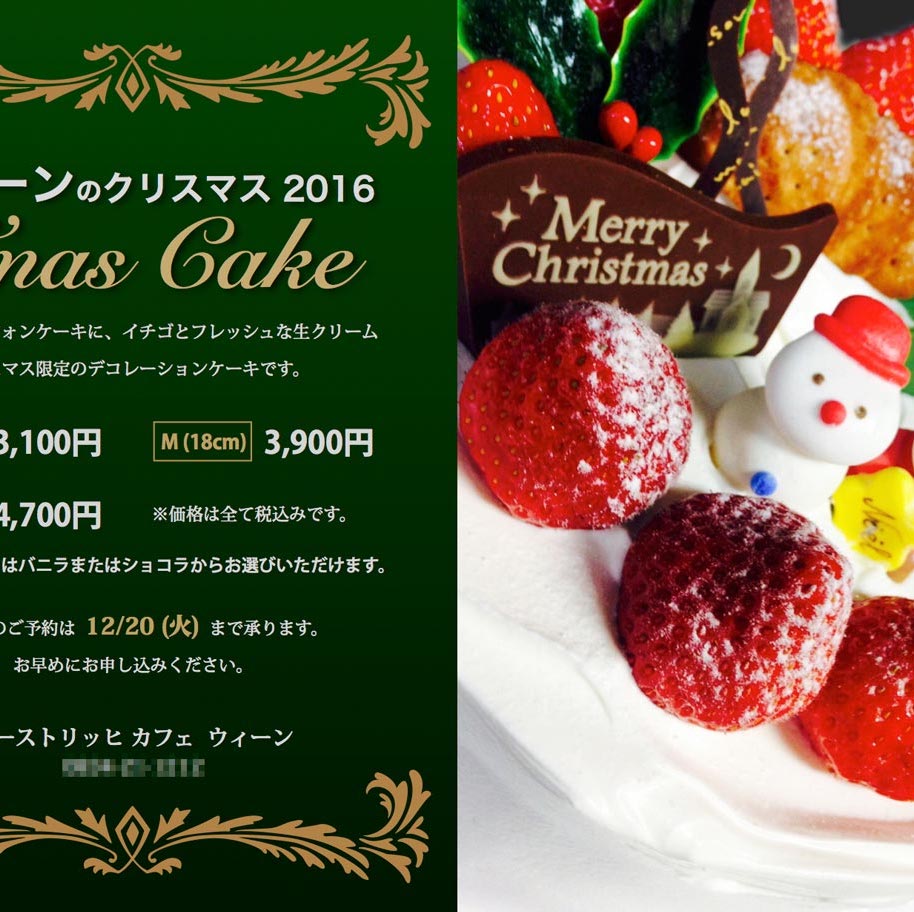 ーンのクリスマス 2016
mas Cake
ォンケーキに、イチゴとフレッシュな生クリーム
マス限定のデコレーションケーキです。
3,100円 M (18cm) 3,900円
4,700円 ※価格は全て税込みです。
はバニラまたはショコラからお選びいただけます。
のご予約は 12/20 (火) まで承ります。
お早めにお申し込みください。
ーストリッヒ カフェ ウィーン
Merry
Christmas
Noël